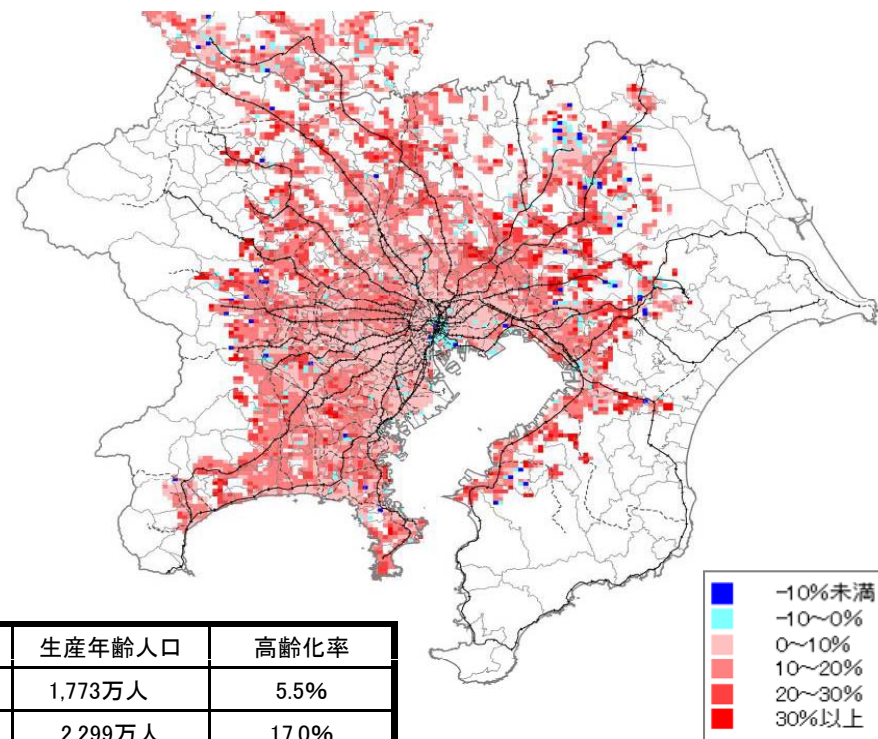 生産年齢人口 高齢化率
1,773万人 5.5%
2,299万人 17.0%
-10%未満
-10～0%
0～10%
10～20%
20～30%
30%以上